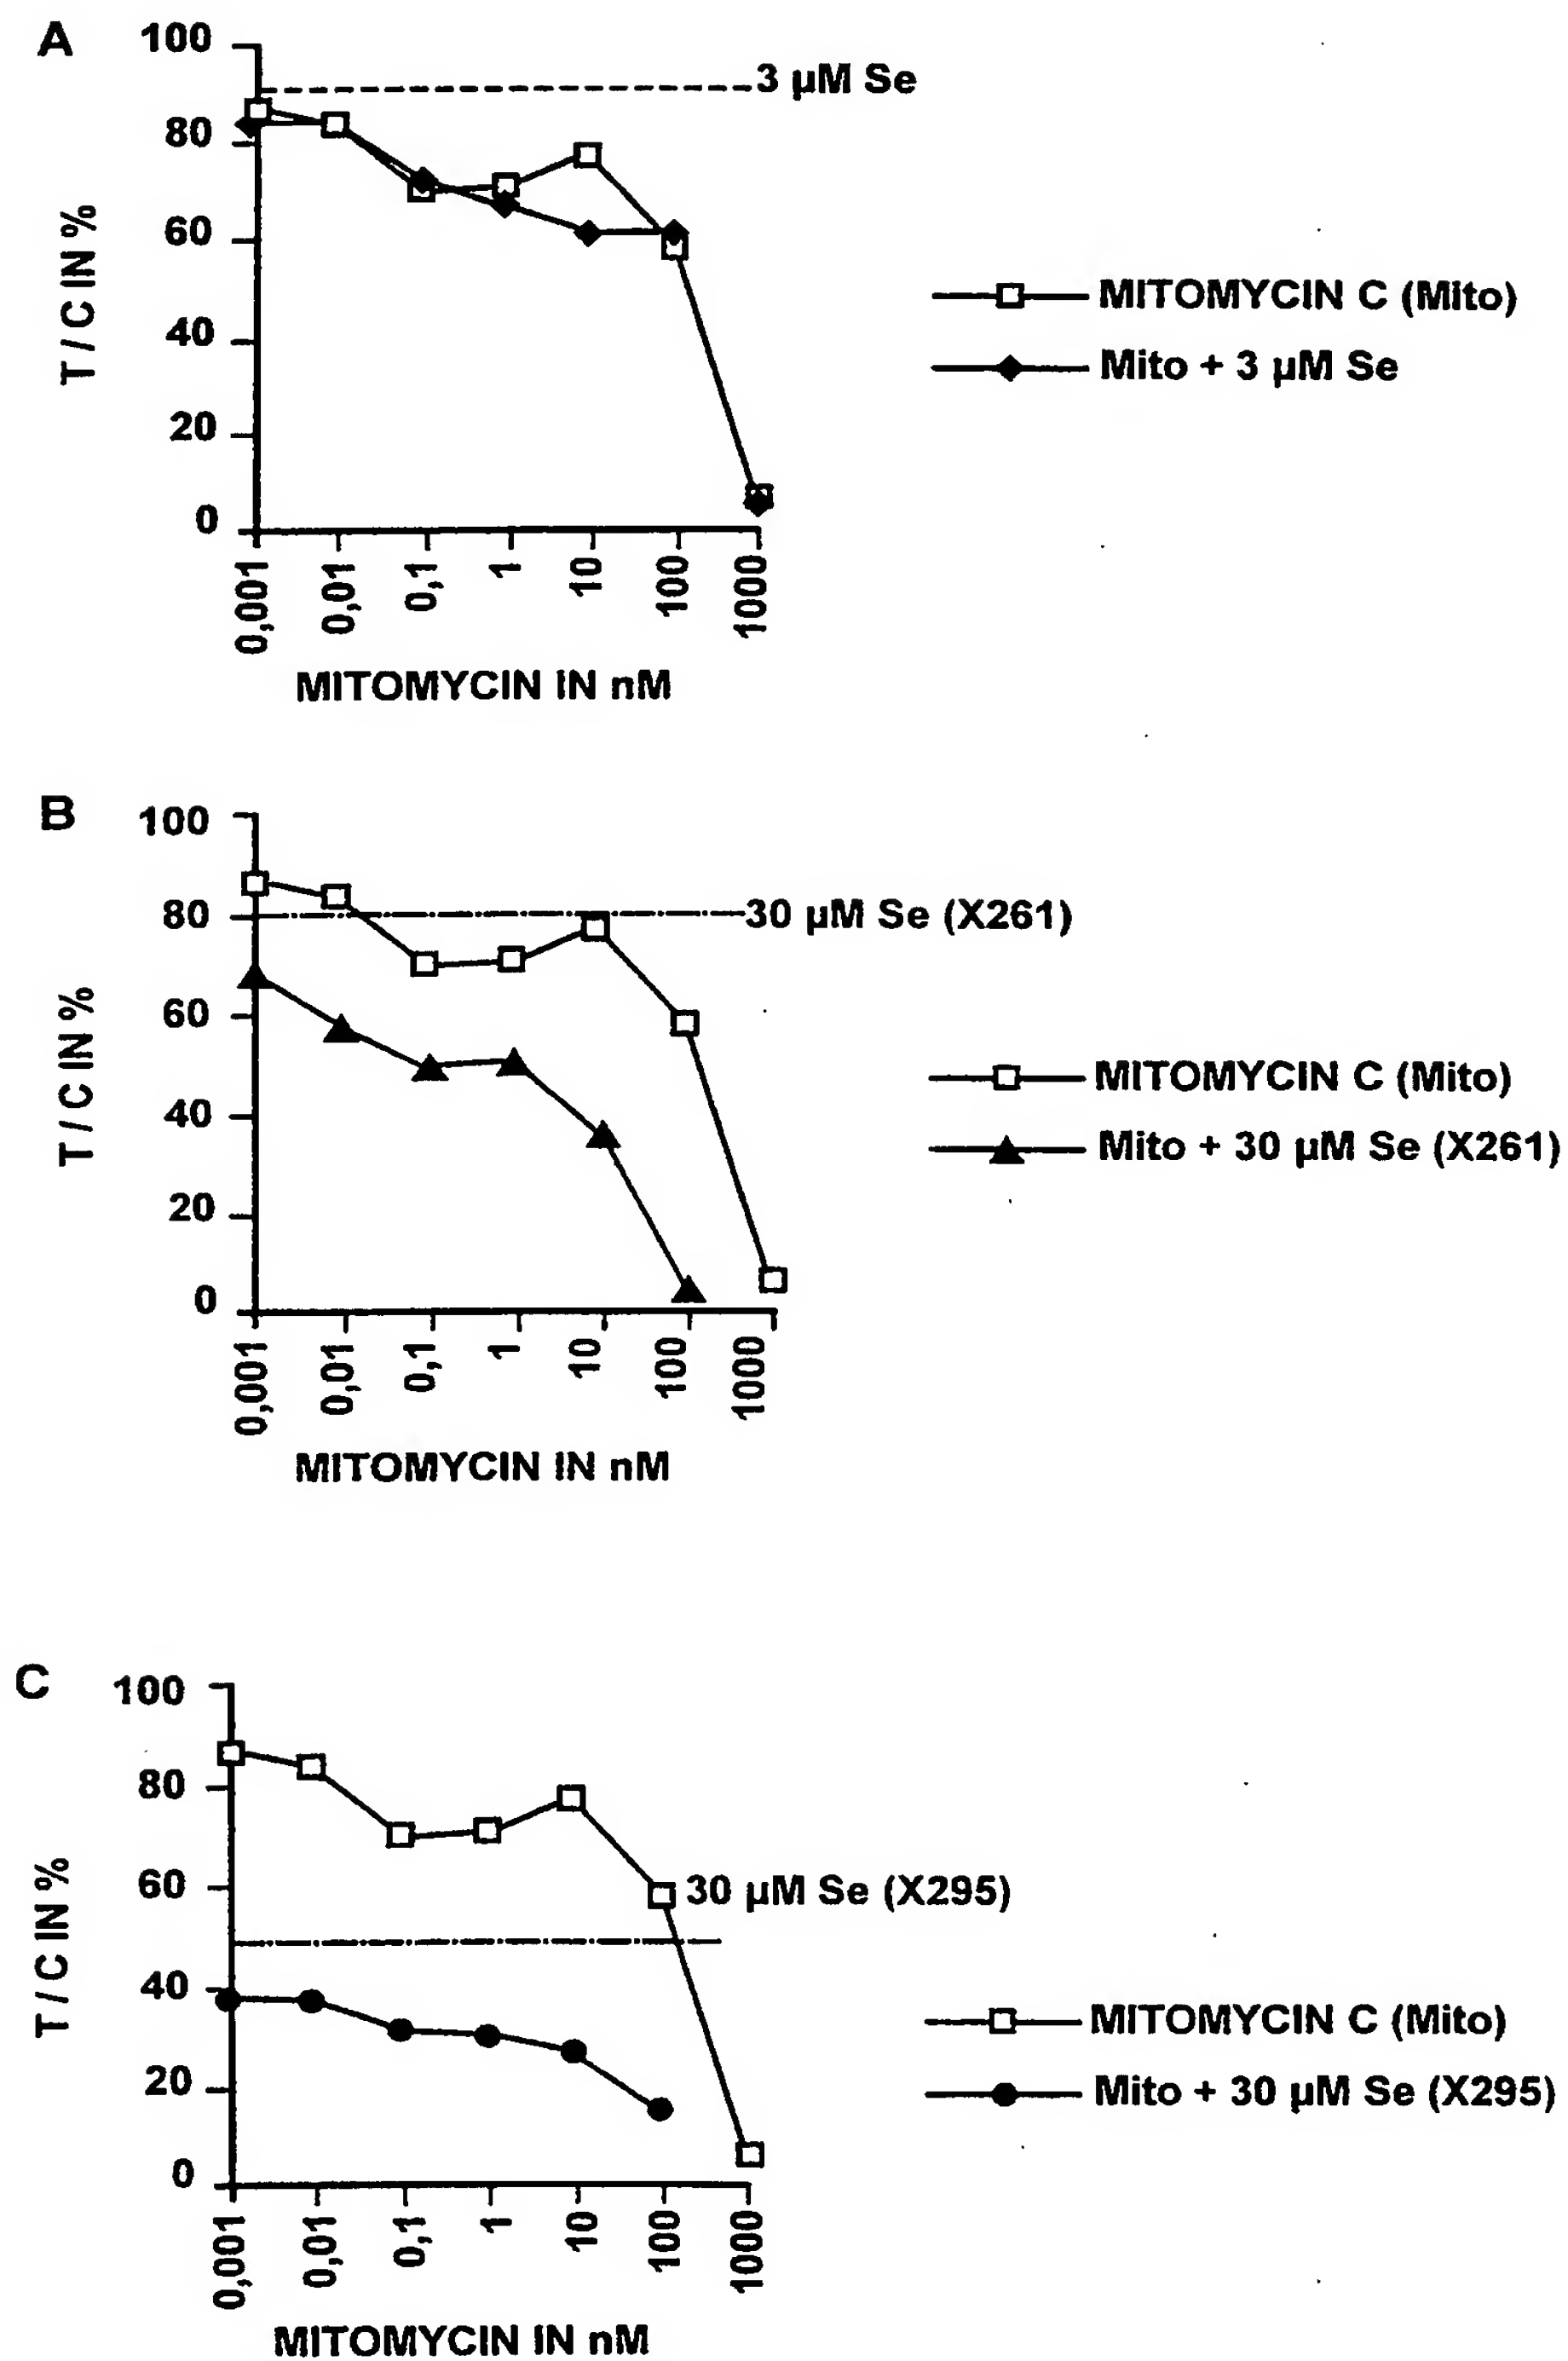 A
100
80
60
40
20
0
T / C IN %
3 µM Se
MITOMYCIN C (Mito)
Mito + 3 µM Se
0,001
0,01
0,1
1
10
100
1000
MITOMYCIN IN nM
B
100
80
60
40
20
0
T / C IN %
30 µM Se (X261)
MITOMYCIN C (Mito)
Mito + 30 µM Se (X261)
0,001
0,01
0,1
1
10
100
1000
MITOMYCIN IN nM
C
100
80
60
40
20
0
T / C IN %
30 µM Se (X295)
MITOMYCIN C (Mito)
Mito + 30 µM Se (X295)
0,001
0,01
0,1
1
10
100
1000
MITOMYCIN IN nM